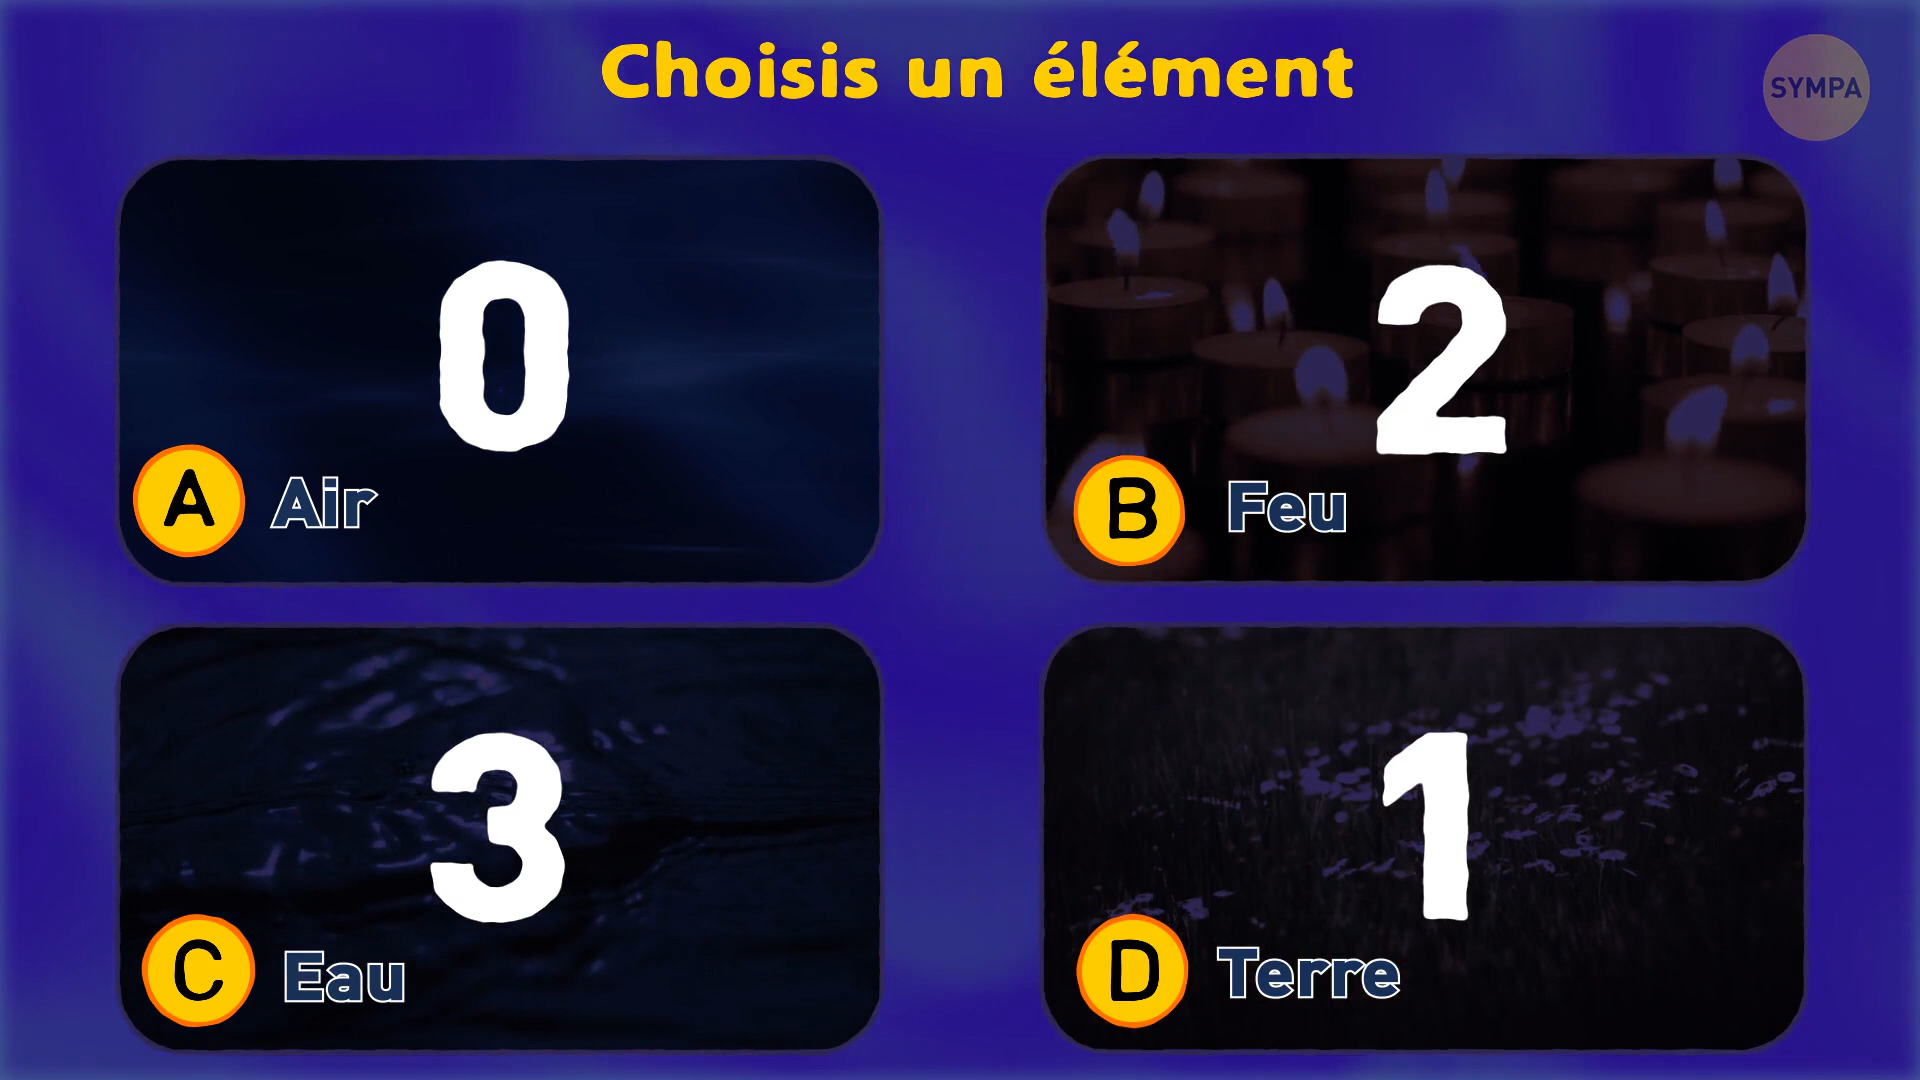 Choisis un élément
SYMPA
0
A Air
2
B Feu
3
C Eau
1
D Terre